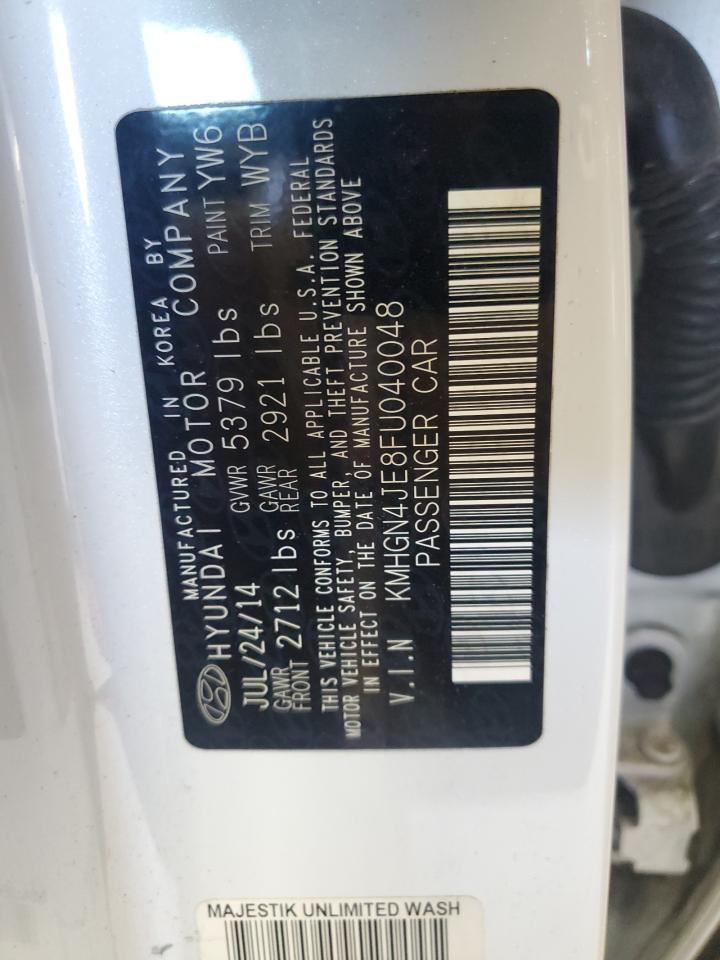 MANUFACTURED IN KOREA BY
HYUNDAI MOTOR COMPANY
JUL/24/14 GVWR 5379 lbs PAINT YW6
GAWR FRONT 2712 lbs GAWR REAR 2921 lbs TRIM WYB
THIS VEHICLE CONFORMS TO ALL APPLICABLE U.S.A. FEDERAL
MOTOR VEHICLE SAFETY, BUMPER, AND THEFT PREVENTION STANDARDS
IN EFFECT ON THE DATE OF MANUFACTURE SHOWN ABOVE
V.I.N KMHGN4JE8FU040048
PASSENGER CAR
MAJESTIK UNLIMITED WASH